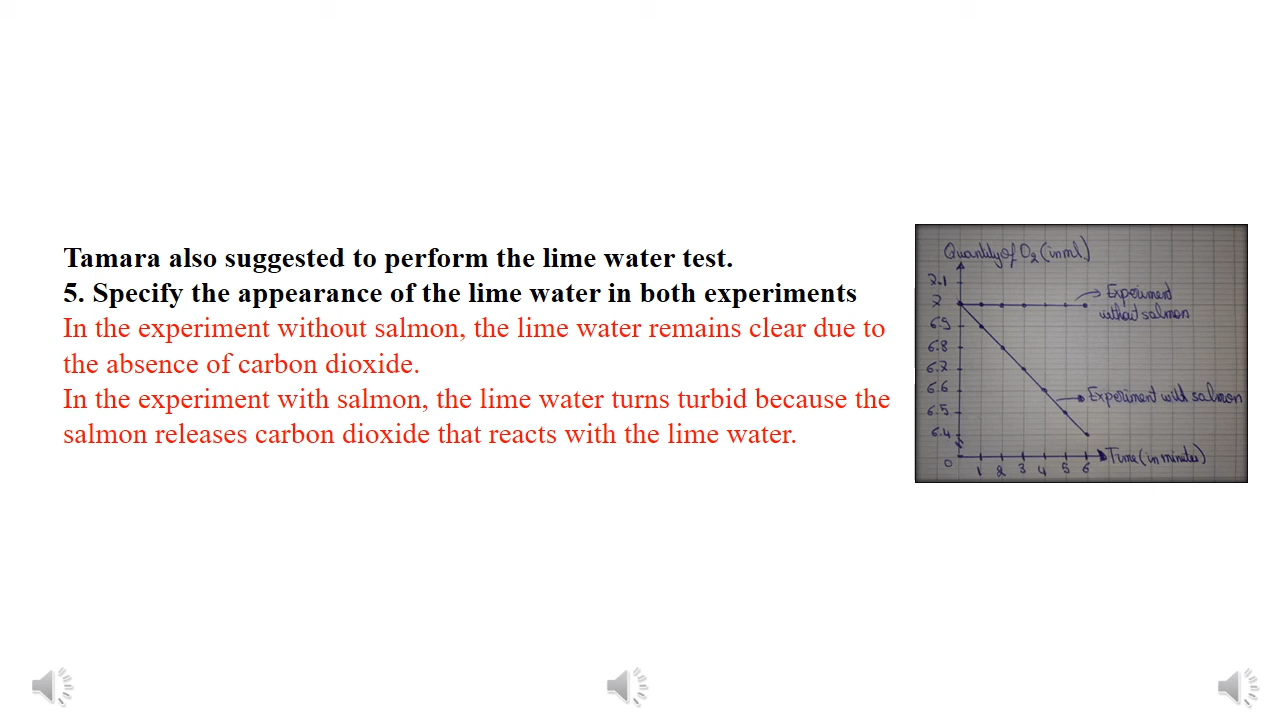 Tamara also suggested to perform the lime water test.
5. Specify the appearance of the lime water in both experiments
In the experiment without salmon, the lime water remains clear due to
the absence of carbon dioxide.
In the experiment with salmon, the lime water turns turbid because the
salmon releases carbon dioxide that reacts with the lime water.
Quantity of O₂ (in ml.)
7.1
7
6.9
6.8
6.7
6.6
6.5
6.4
0
Experiment
without salmon
Experiment with salmon
1 2 3 4 5 6
Time (in minutes)